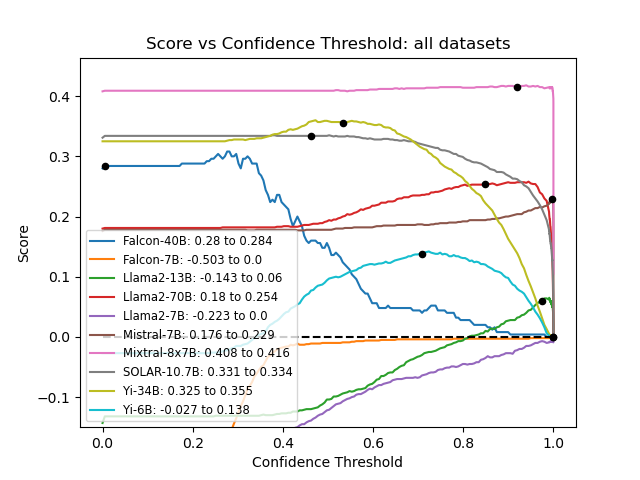 Score vs Confidence Threshold: all datasets
Score
0.4
0.3
0.2
0.1
0.0
−0.1
Falcon-40B: 0.28 to 0.284
Falcon-7B: -0.503 to 0.0
Llama2-13B: -0.143 to 0.06
Llama2-70B: 0.18 to 0.254
Llama2-7B: -0.223 to 0.0
Mistral-7B: 0.176 to 0.229
Mixtral-8x7B: 0.408 to 0.416
SOLAR-10.7B: 0.331 to 0.334
Yi-34B: 0.325 to 0.355
Yi-6B: -0.027 to 0.138
0.0 0.2 0.4 0.6 0.8 1.0
Confidence Threshold